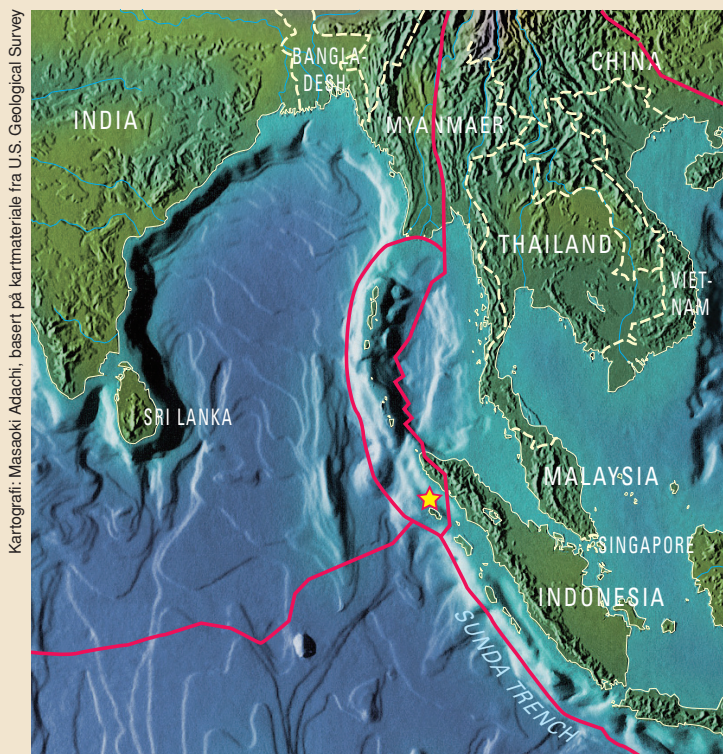 Kartografi: Masaoki Adachi, basert på kartmateriale fra U.S. Geological Survey
BANGLA-
DESH
CHINA
INDIA
MYANMAER
THAILAND
VIET-
NAM
SRI LANKA
MALAYSIA
SINGAPORE
INDONESIA
SUNDA TRENCH